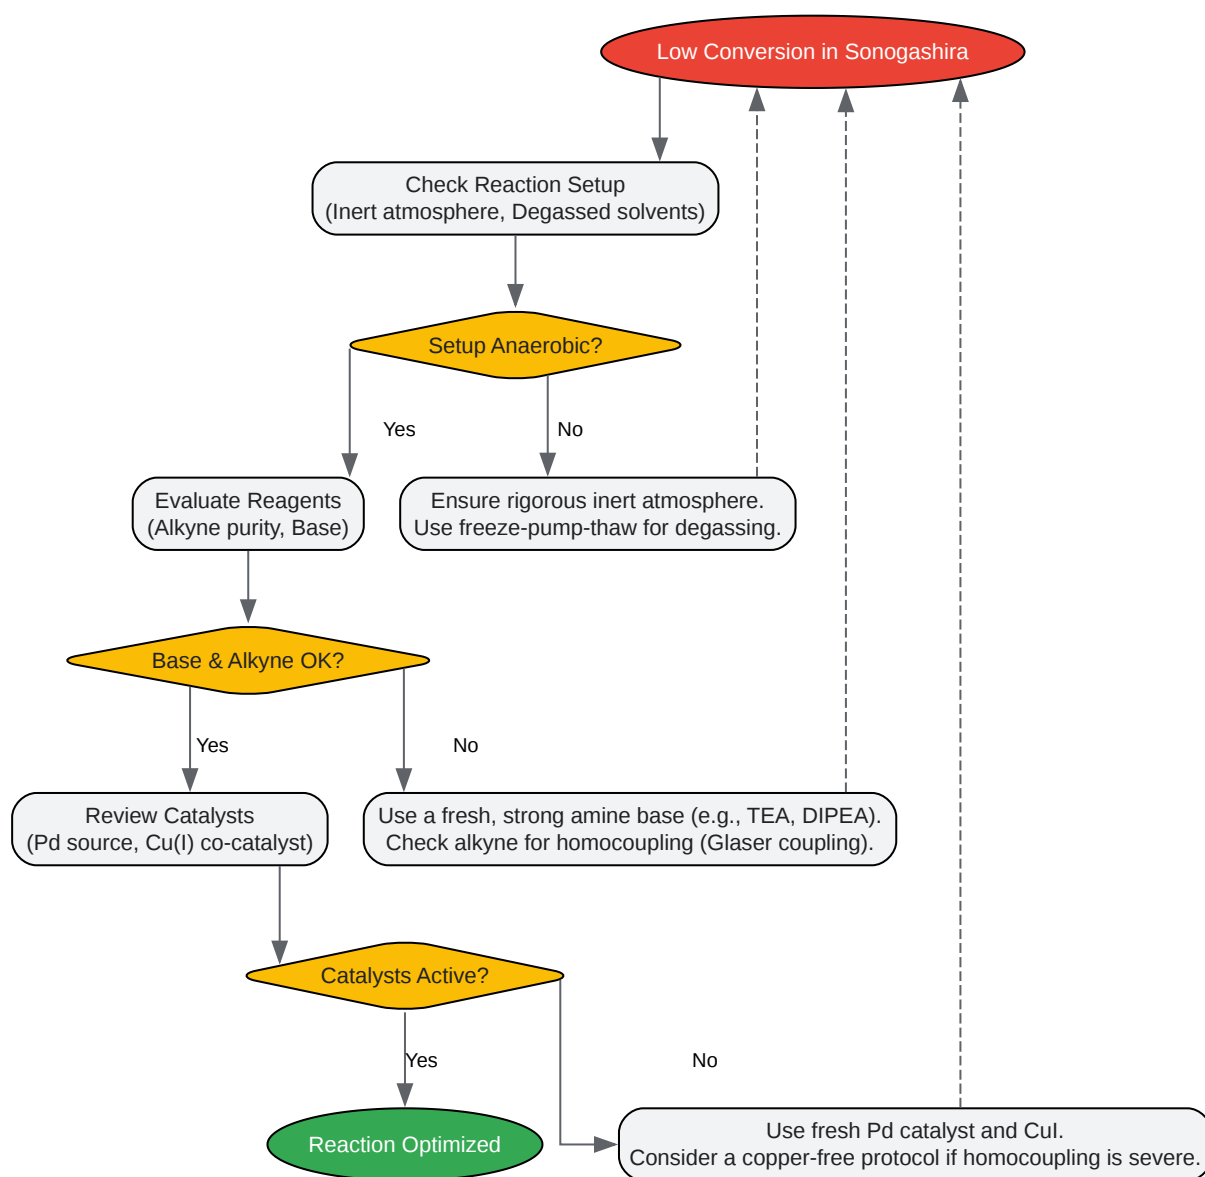 Low Conversion in Sonogashira
Check Reaction Setup
(Inert atmosphere, Degassed solvents)
Setup Anaerobic?
Yes
No
Evaluate Reagents
(Alkyne purity, Base)
Ensure rigorous inert atmosphere.
Use freeze-pump-thaw for degassing.
Base & Alkyne OK?
Yes
No
Review Catalysts
(Pd source, Cu(I) co-catalyst)
Use a fresh, strong amine base (e.g., TEA, DIPEA).
Check alkyne for homocoupling (Glaser coupling).
Catalysts Active?
Yes
No
Reaction Optimized
Use fresh Pd catalyst and CuI.
Consider a copper-free protocol if homocoupling is severe.